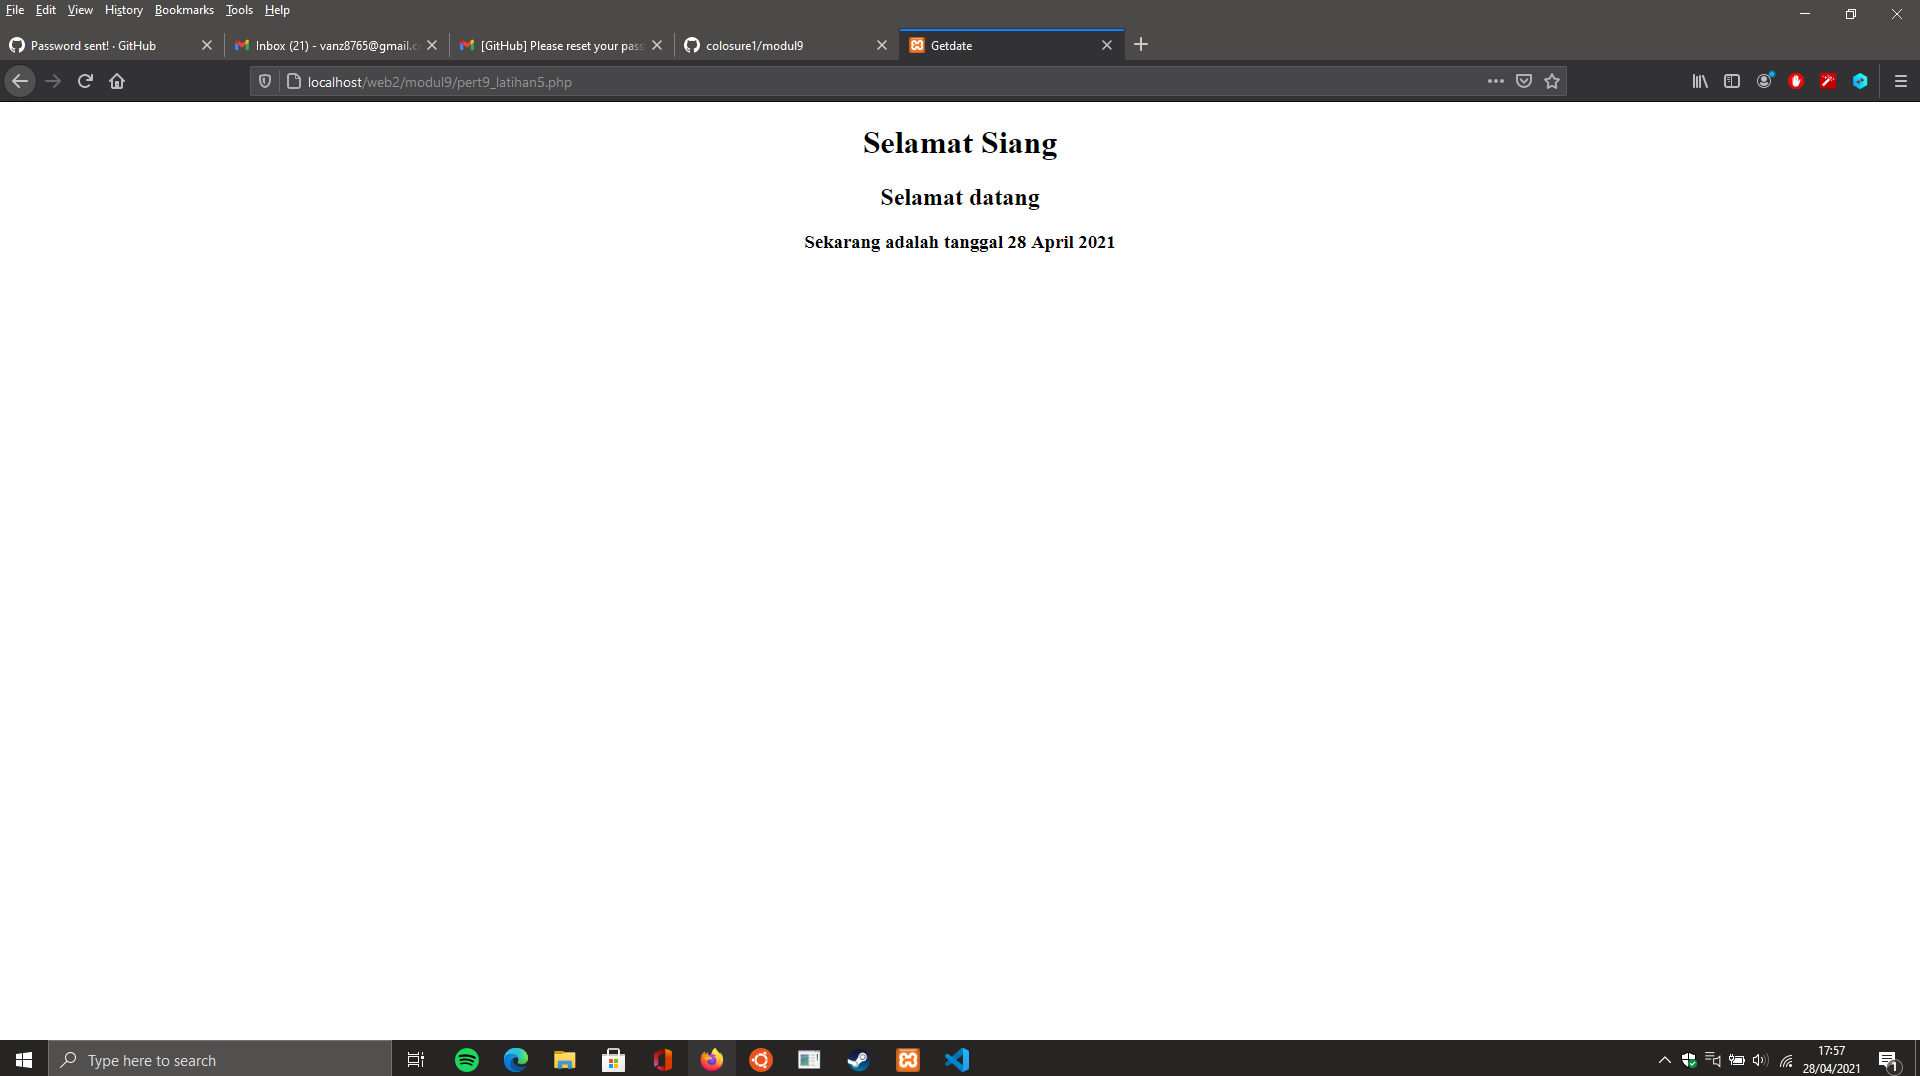 File Edit View History Bookmarks Tools Help
Password sent! · GitHub
Inbox (21) - vanz8765@gmail.c
[GitHub] Please reset your pass
colosure1/modul9
Getdate
localhost/web2/modul9/pert9_latihan5.php
Selamat Siang
Selamat datang
Sekarang adalah tanggal 28 April 2021
Type here to search
17:57
28/04/2021
1